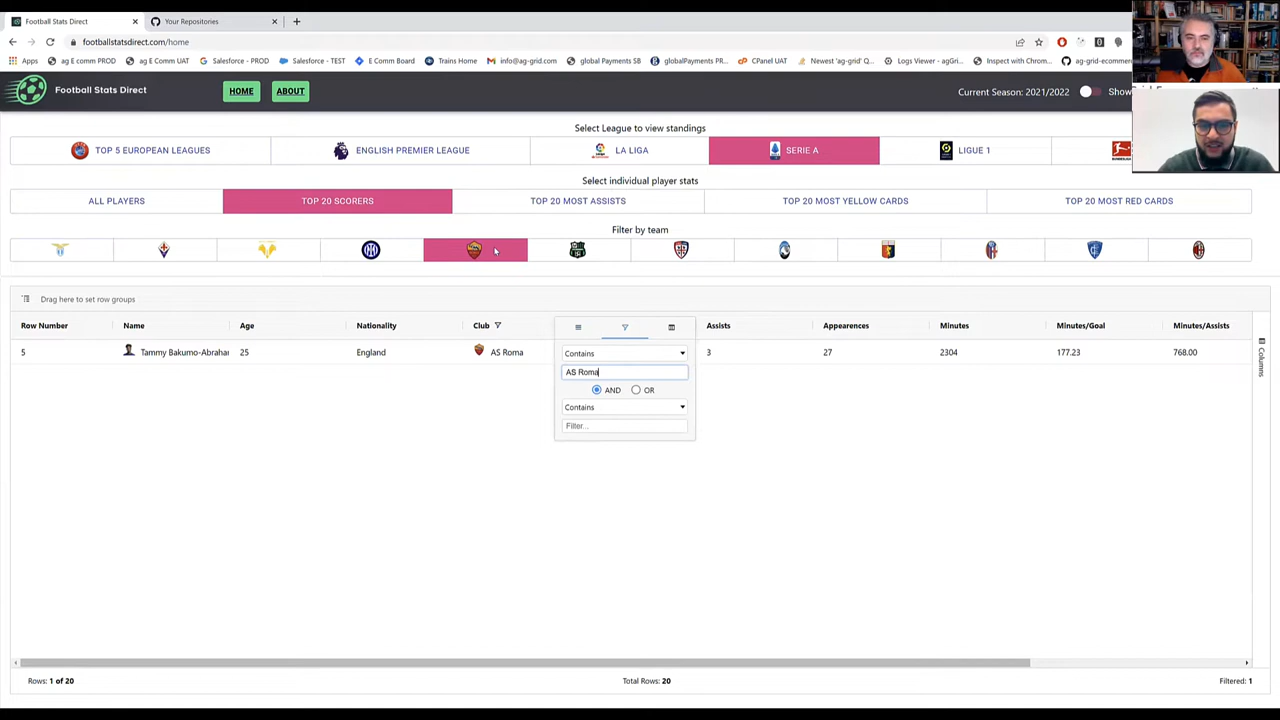 Football Stats Direct
Your Repositories
footballstatsdirect.com/home
Apps
ag E comm PROD
ag E Comm UAT
Salesforce - PROD
Salesforce - TEST
E Comm Board
Trains Home
info@ag-grid.com
global Payments SB
globalPayments PR...
CPanel UAT
Newest 'ag-grid' Q...
Logs Viewer - agGri...
Inspect with Chrom...
ag-grid-ecomme
Football Stats Direct
HOME
ABOUT
Current Season: 2021/2022
Show
Select League to view standings
TOP 5 EUROPEAN LEAGUES
ENGLISH PREMIER LEAGUE
LA LIGA
SERIE A
LIGUE 1
Select individual player stats
ALL PLAYERS
TOP 20 SCORERS
TOP 20 MOST ASSISTS
TOP 20 MOST YELLOW CARDS
TOP 20 MOST RED CARDS
Filter by team
Drag here to set row groups
Row Number
Name
Age
Nationality
Club
Assists
Appearences
Minutes
Minutes/Goal
Minutes/Assists
5
Tammy Bakumo-Abrahar
25
England
AS Roma
3
27
2304
177.23
768.00
Contains
AS Roma
AND
OR
Contains
Filter...
Columns
Rows: 1 of 20
Total Rows: 20
Filtered: 1